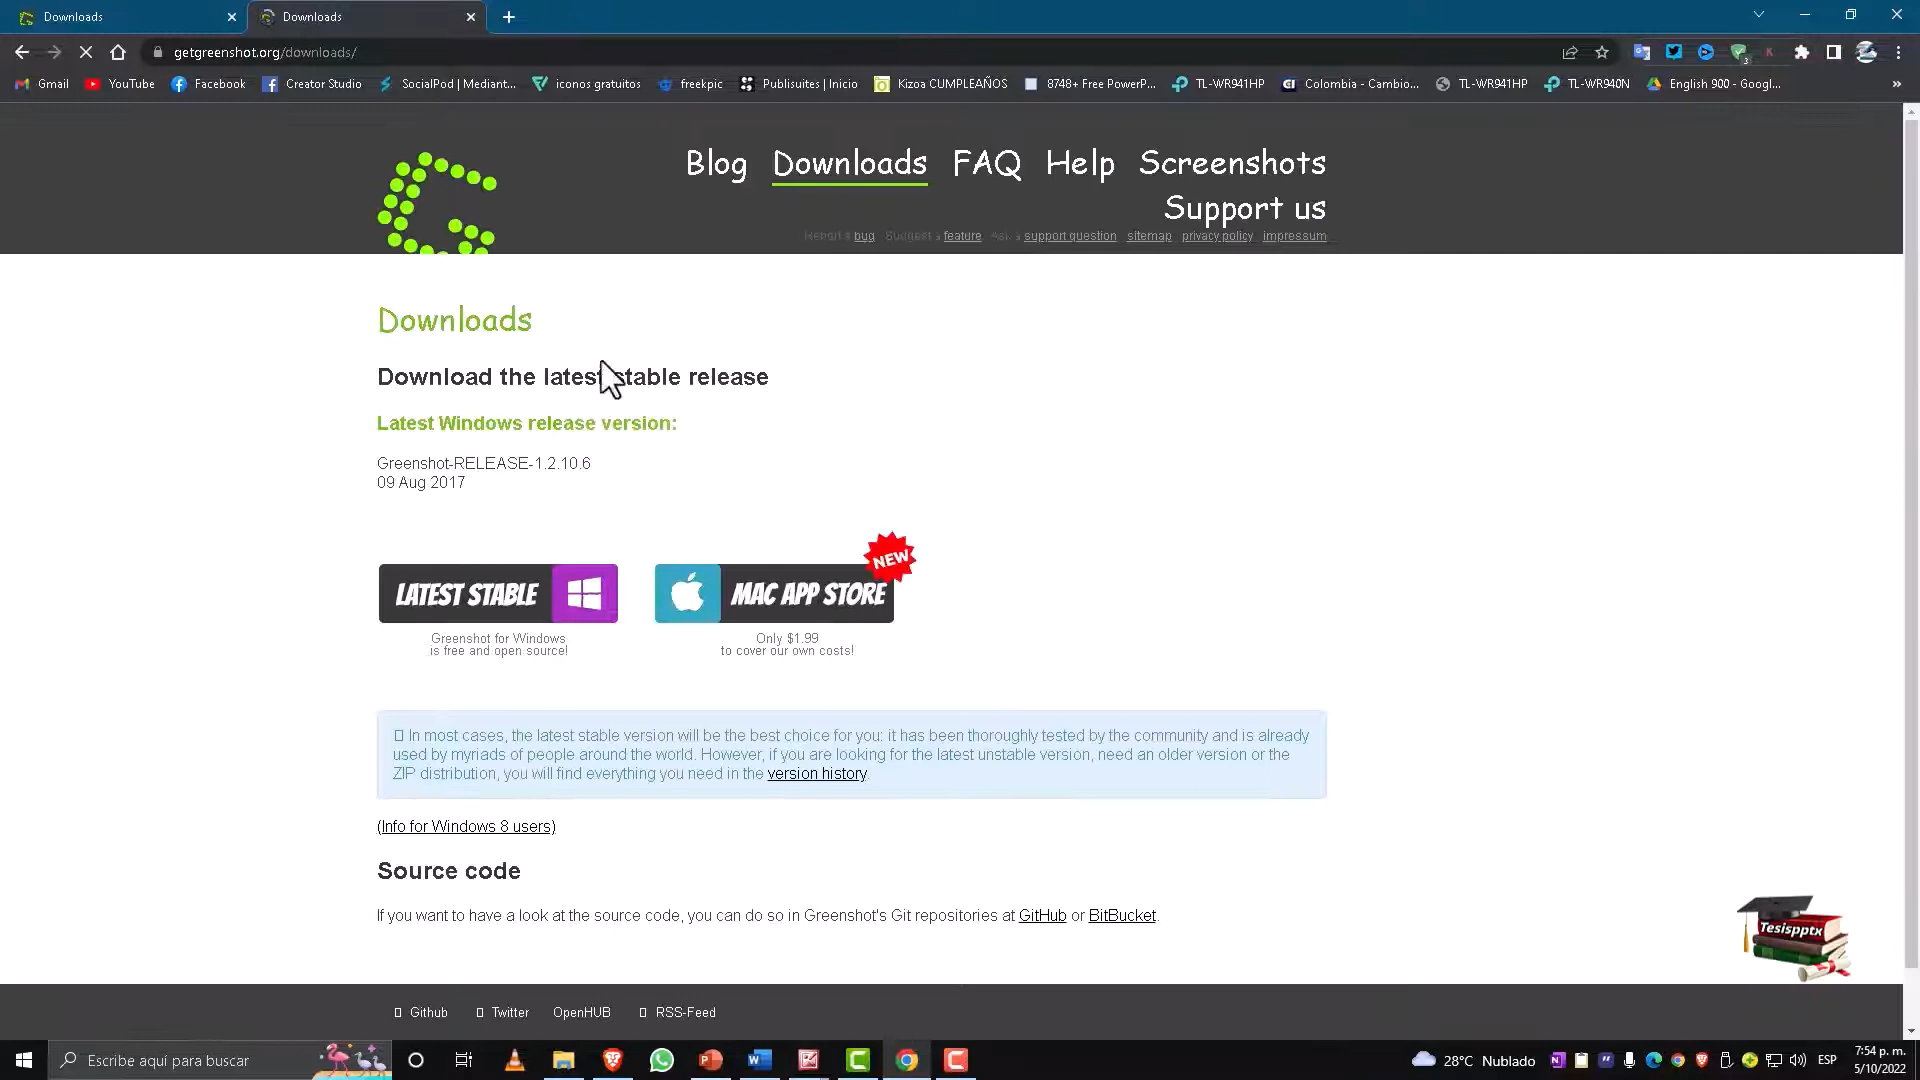 Downloads
Downloads
getgreenshot.org/downloads/
Gmail
YouTube
Facebook
Creator Studio
SocialPod | Mediant...
iconos gratuitos
freekpic
Publisuites | Inicio
Kizoa CUMPLEAÑOS
8748+ Free PowerP...
TL-WR941HP
Colombia - Cambio...
TL-WR941HP
TL-WR940N
English 900 - Googl...
»
Blog Downloads FAQ Help Screenshots
Support us
Report a bug Suggest a feature Ask a support question sitemap privacy policy impressum
Downloads
Download the latest stable release
Latest Windows release version:
Greenshot-RELEASE-1.2.10.6
09 Aug 2017
NEW
LATEST STABLE
MAC APP STORE
Greenshot for Windows
is free and open source!
Only $1.99
to cover our own costs!
In most cases, the latest stable version will be the best choice for you: it has been thoroughly tested by the community and is already
used by myriads of people around the world. However, if you are looking for the latest unstable version, need an older version or the
ZIP distribution, you will find everything you need in the version history.
(Info for Windows 8 users)
Source code
If you want to have a look at the source code, you can do so in Greenshot's Git repositories at GitHub or BitBucket.
Tesispptx
Github
Twitter
OpenHUB
RSS-Feed
Escribe aquí para buscar
28°C Nublado
ESP
7:54 p. m.
5/10/2022